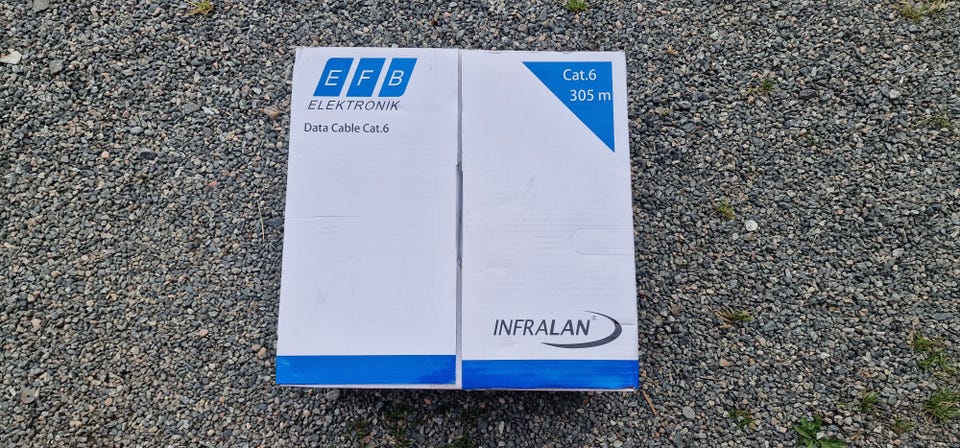 EFB
ELEKTRONIK
Data Cable Cat.6
Cat.6
305 m
INFRALAN®